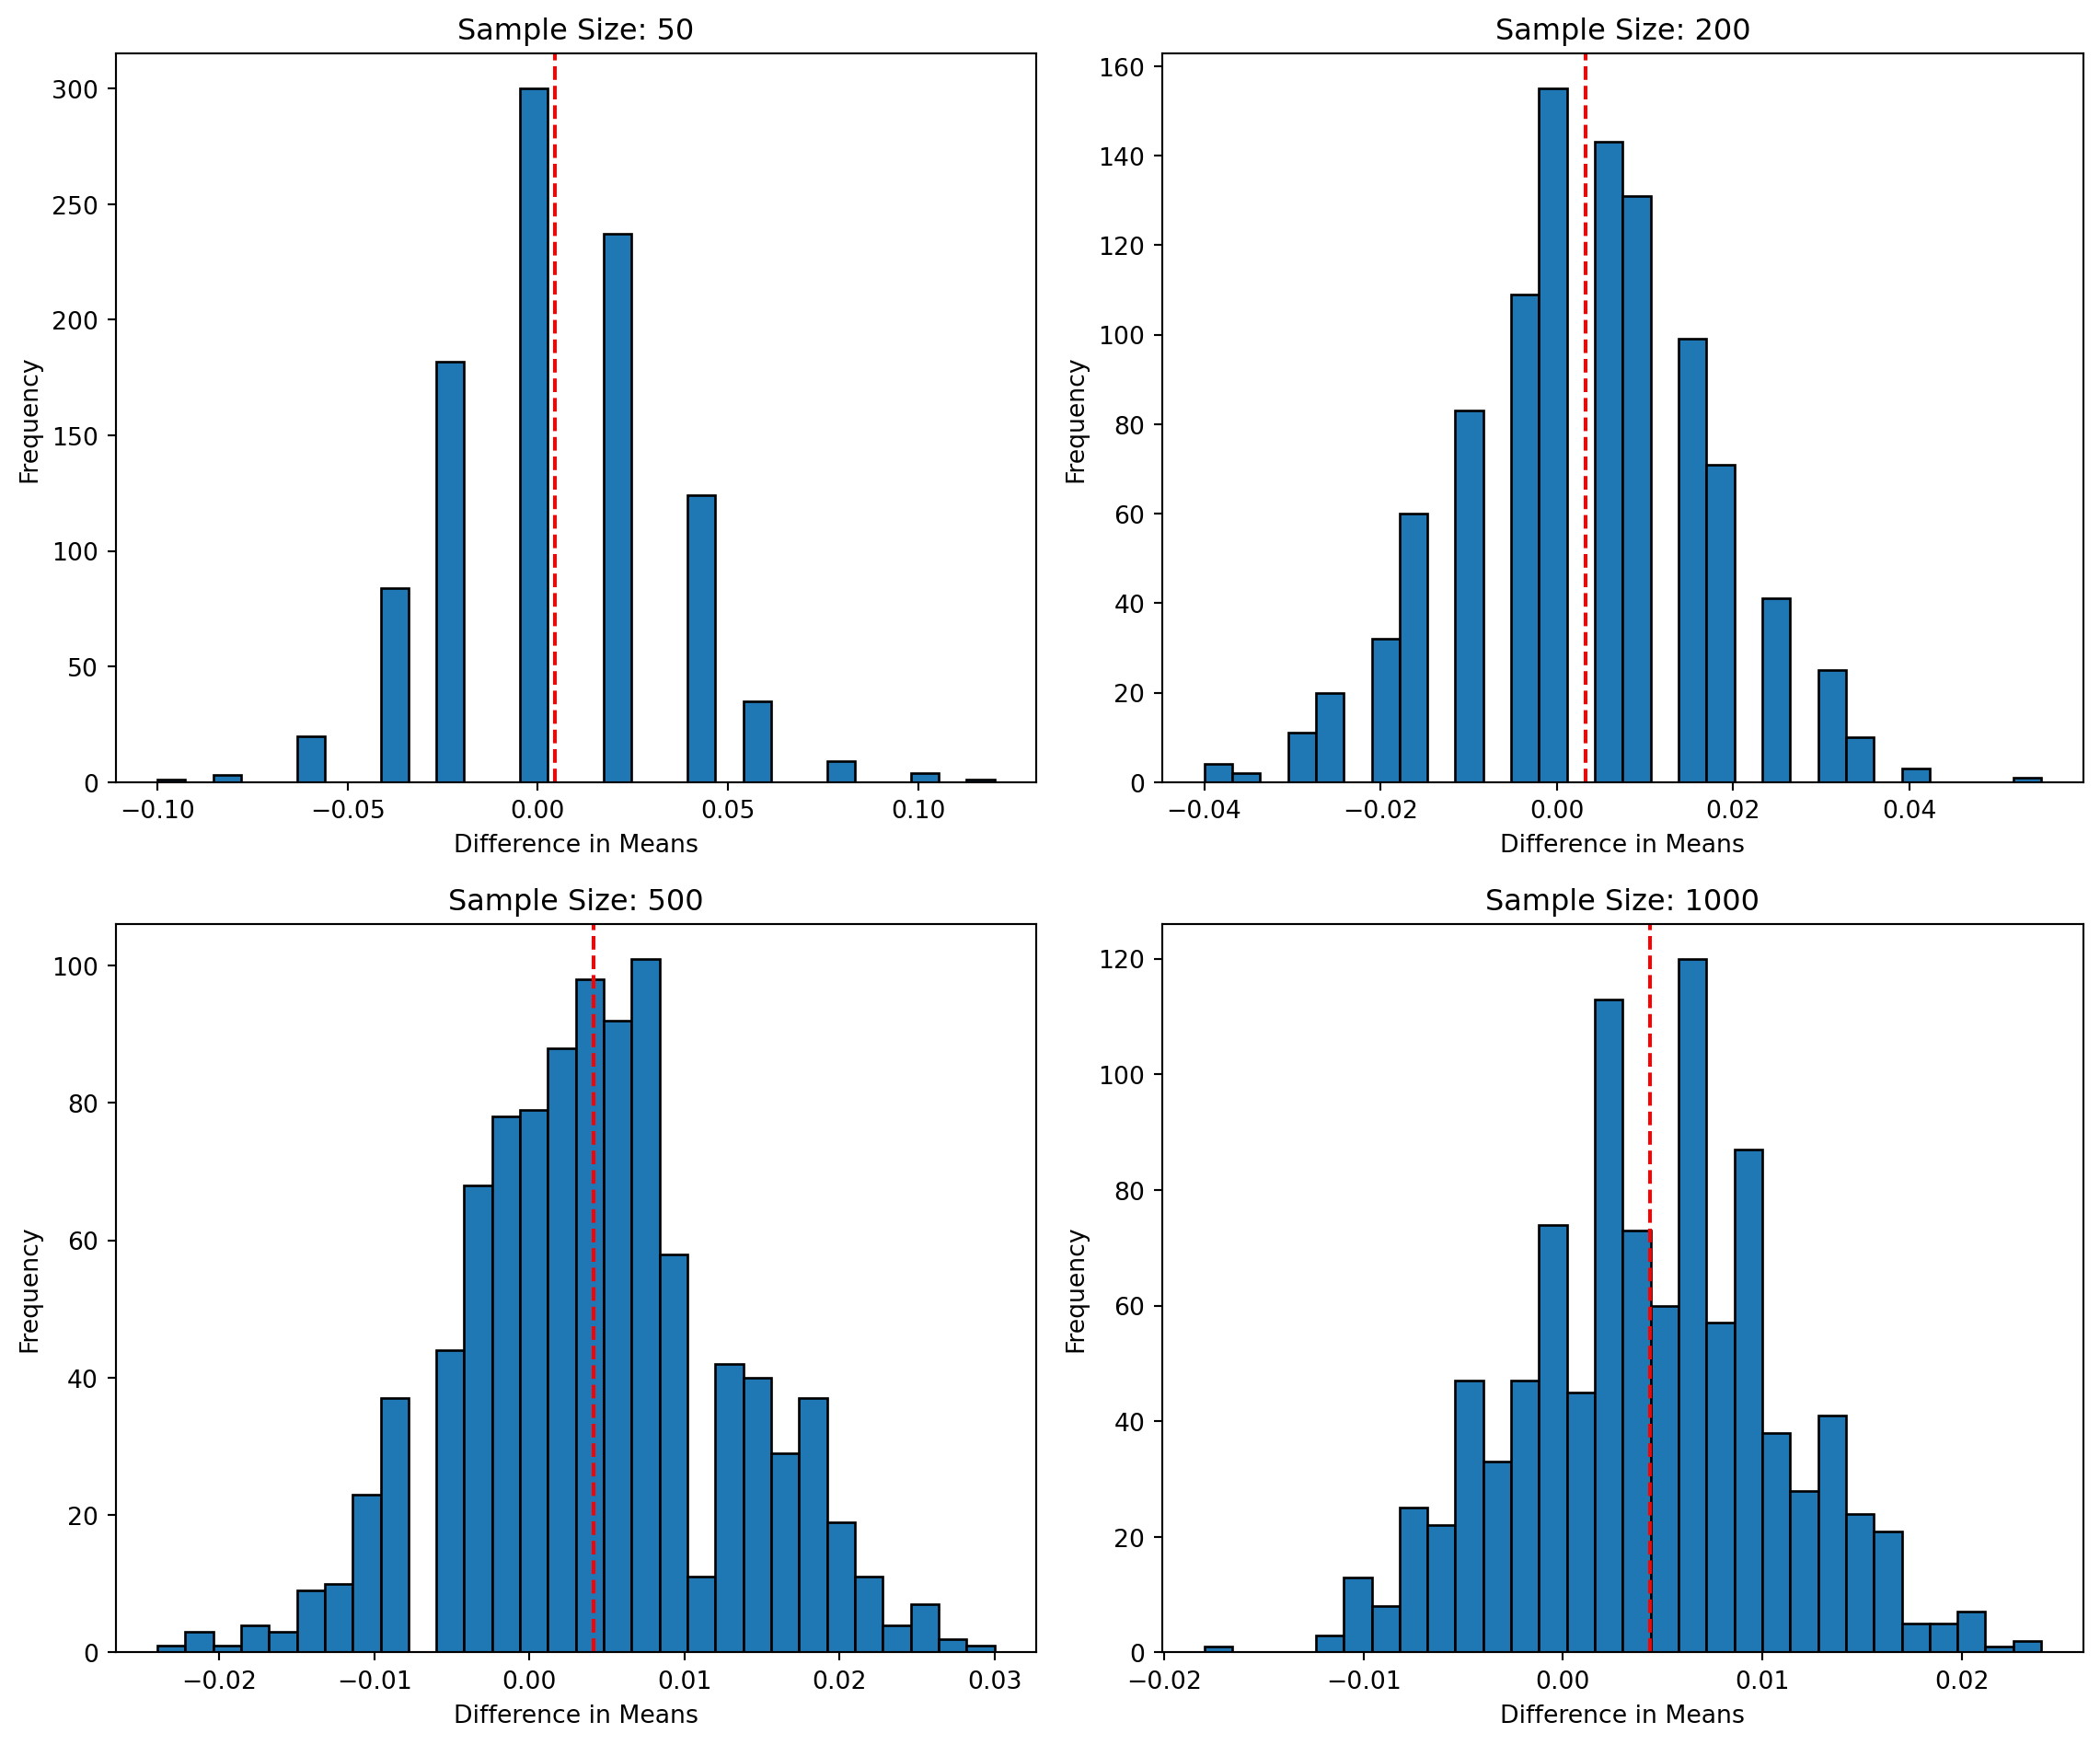 Sample Size: 50
300
250
200
150
100
50
0
Frequency
−0.10 −0.05 0.00 0.05 0.10
Difference in Means
Sample Size: 200
160
140
120
100
80
60
40
20
0
Frequency
−0.04 −0.02 0.00 0.02 0.04
Difference in Means
Sample Size: 500
100
80
60
40
20
0
Frequency
−0.02 −0.01 0.00 0.01 0.02 0.03
Difference in Means
Sample Size: 1000
120
100
80
60
40
20
0
Frequency
−0.02 −0.01 0.00 0.01 0.02
Difference in Means